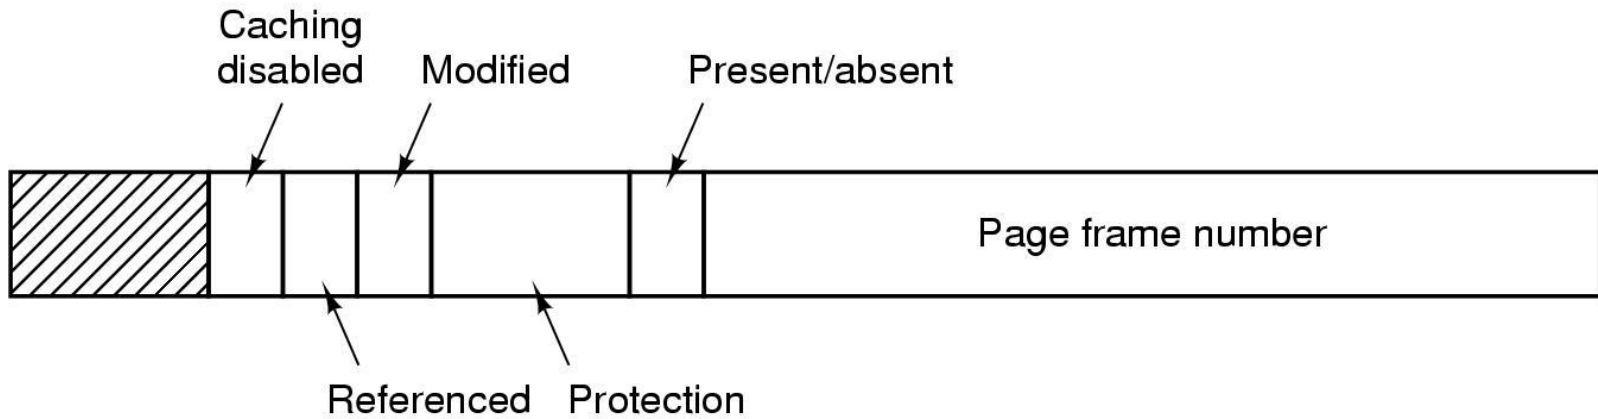 Caching
disabled
Modified
Present/absent
Page frame number
Referenced
Protection